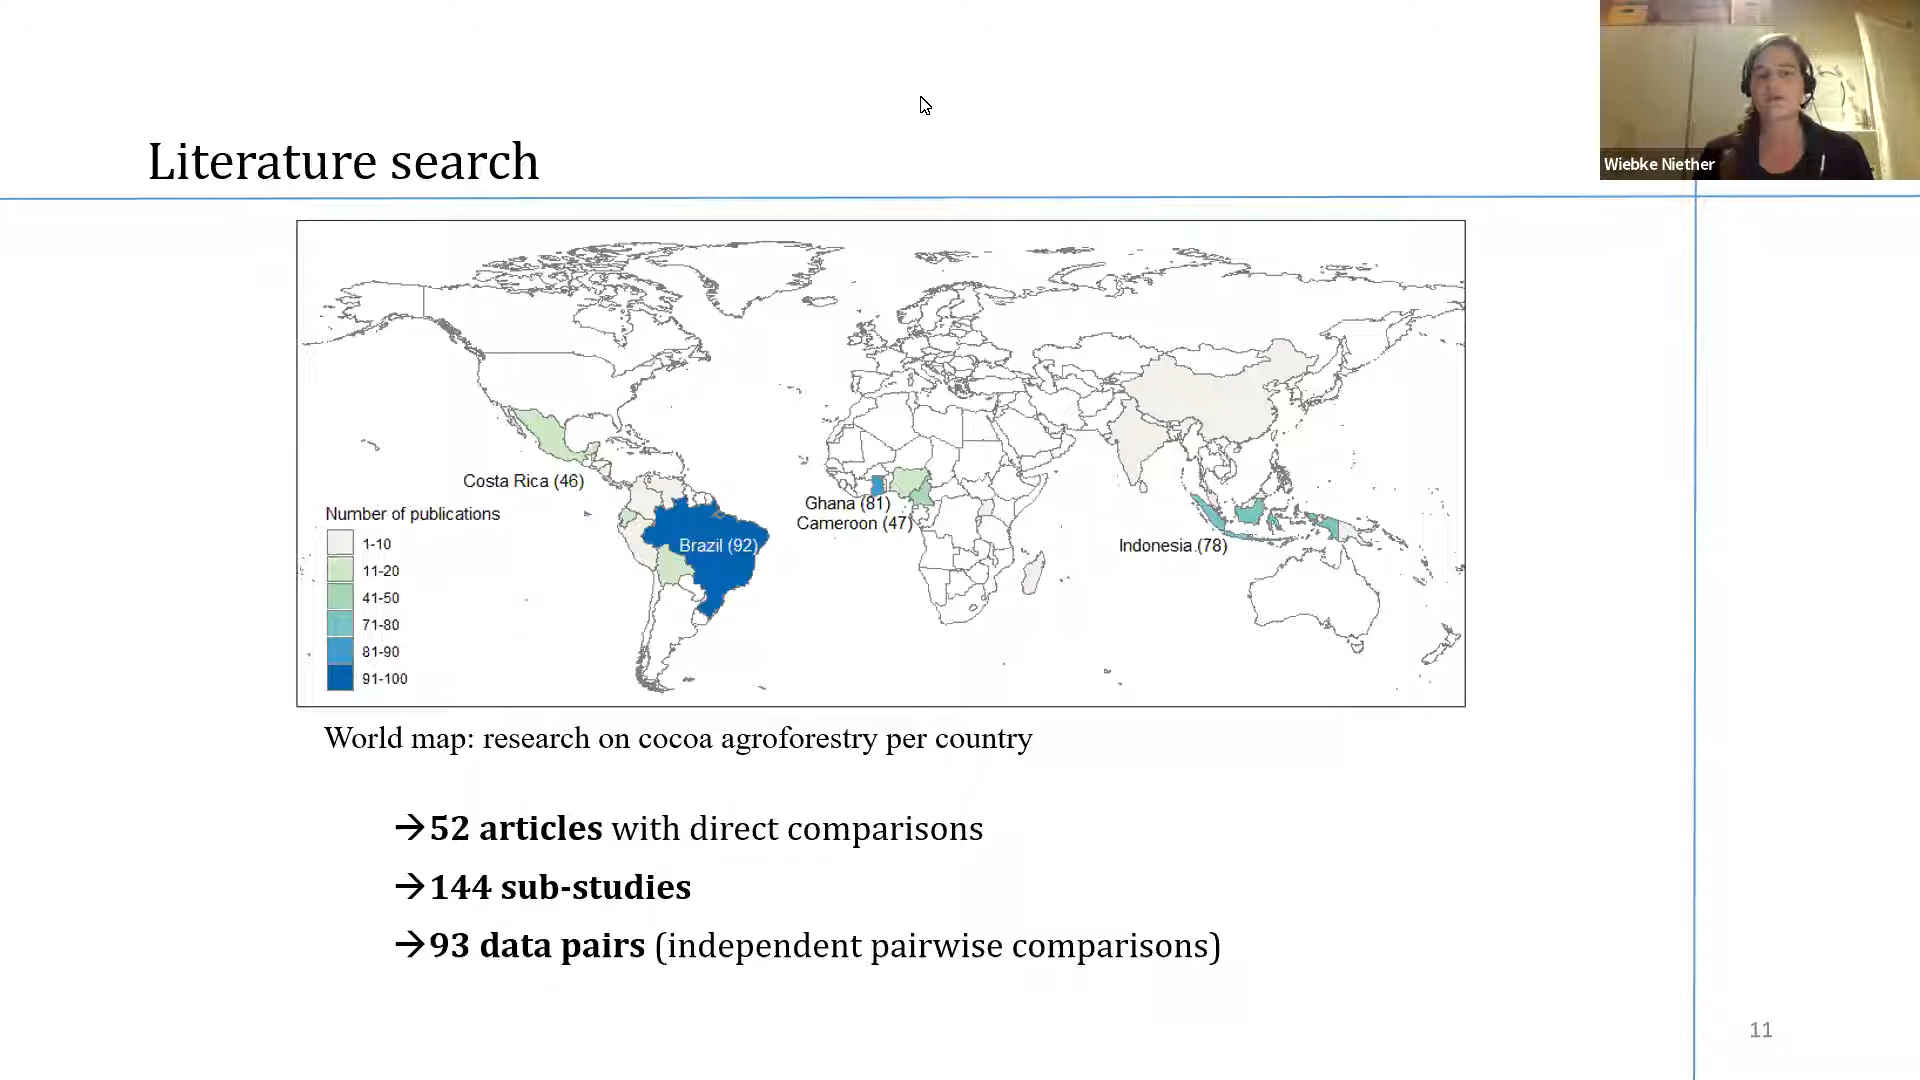 Wiebke Niether
Literature search
Costa Rica (46)
Ghana (81)
Cameroon (47)
Brazil (92)
Indonesia (78)
Number of publications
1-10
11-20
41-50
71-80
81-90
91-100
World map: research on cocoa agroforestry per country
→52 articles with direct comparisons
→144 sub-studies
→93 data pairs (independent pairwise comparisons)
11